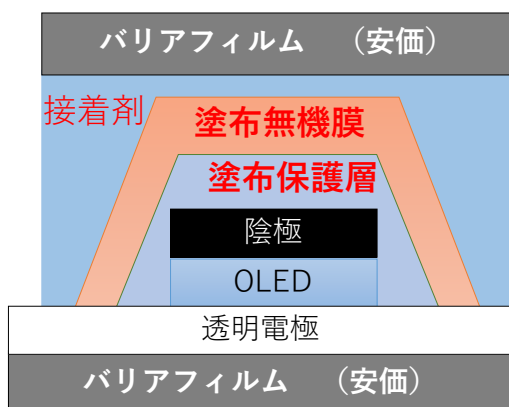 バリアフィルム （安価）
接着剤
塗布無機膜
塗布保護層
陰極
OLED
透明電極
バリアフィルム （安価）